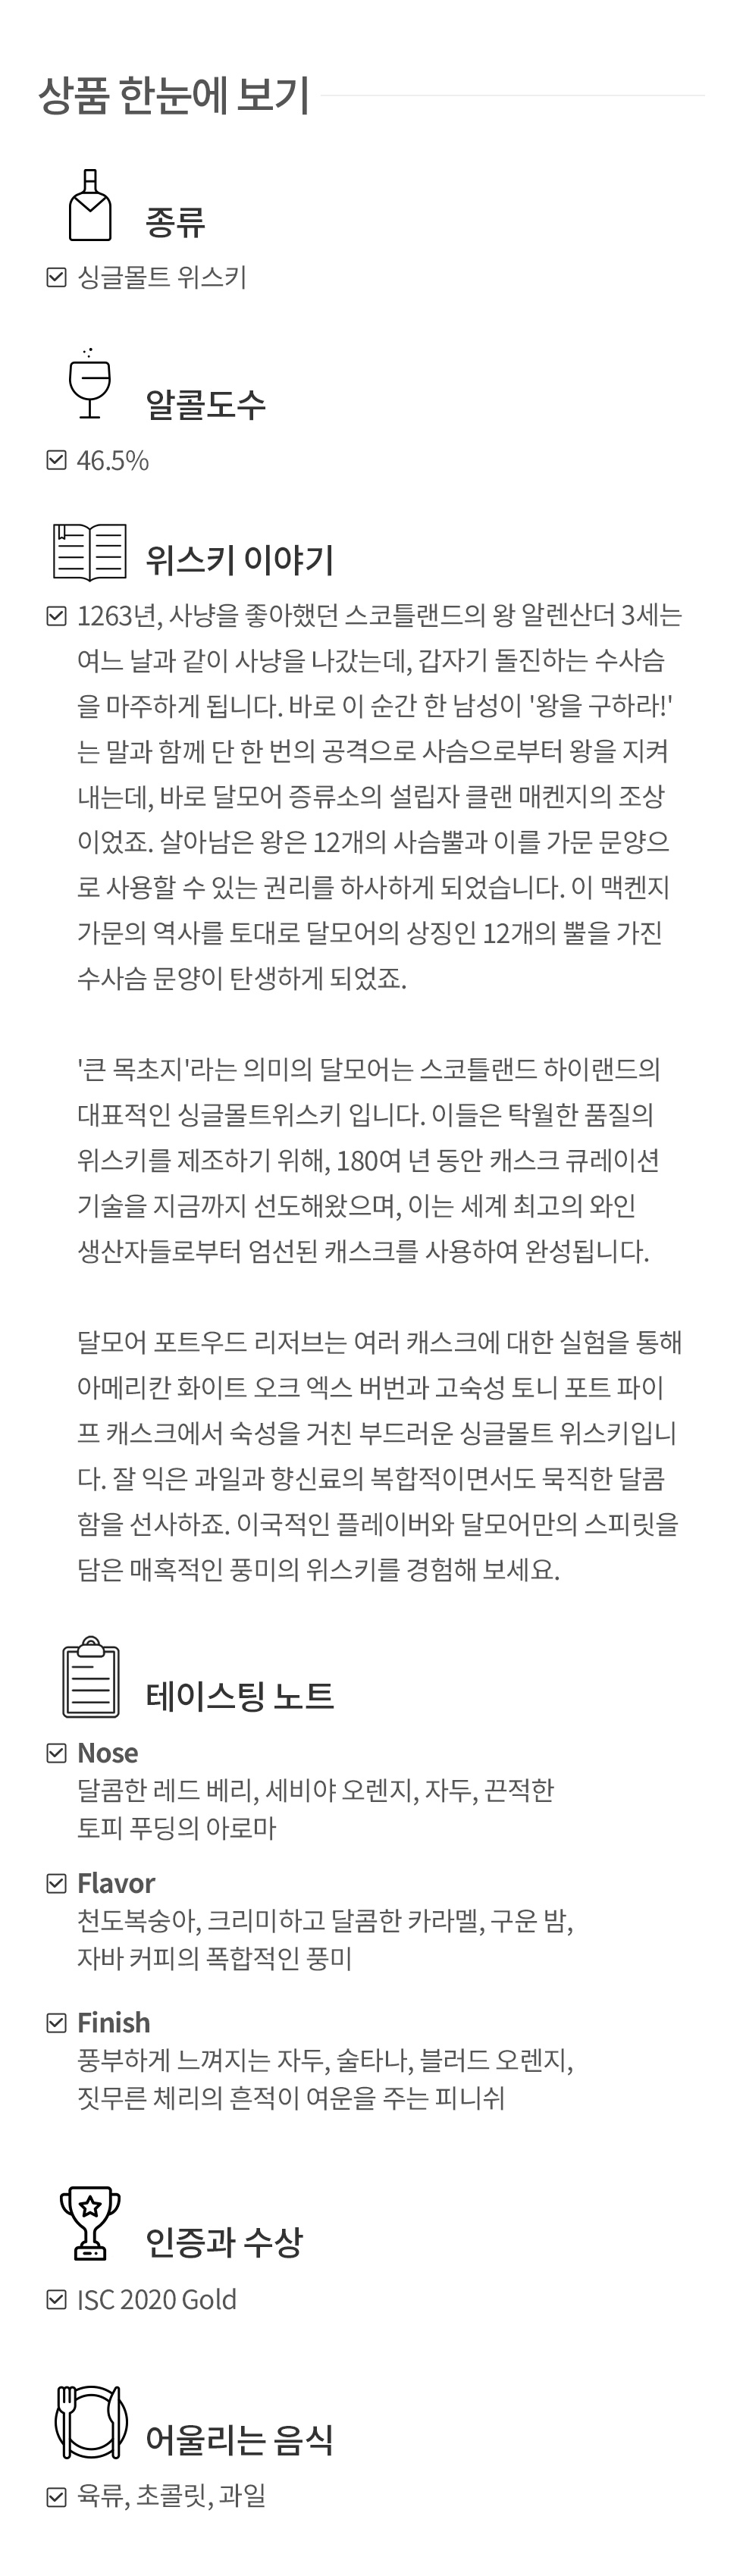 상품 한눈에 보기
종류
싱글몰트 위스키
알콜도수
46.5%
위스키 이야기
1263년, 사냥을 좋아했던 스코틀랜드의 왕 알렌산더 3세는
여느 날과 같이 사냥을 나갔는데, 갑자기 돌진하는 수사슴
을 마주하게 됩니다. 바로 이 순간 한 남성이 '왕을 구하라!'
는 말과 함께 단 한 번의 공격으로 사슴으로부터 왕을 지켜
내는데, 바로 달모어 증류소의 설립자 클랜 매켄지의 조상
이었죠. 살아남은 왕은 12개의 사슴뿔과 이를 가문 문양으
로 사용할 수 있는 권리를 하사하게 되었습니다. 이 맥켄지
가문의 역사를 토대로 달모어의 상징인 12개의 뿔을 가진
수사슴 문양이 탄생하게 되었죠.
'큰 목초지'라는 의미의 달모어는 스코틀랜드 하이랜드의
대표적인 싱글몰트위스키 입니다. 이들은 탁월한 품질의
위스키를 제조하기 위해, 180여 년 동안 캐스크 큐레이션
기술을 지금까지 선도해왔으며, 이는 세계 최고의 와인
생산자들로부터 엄선된 캐스크를 사용하여 완성됩니다.
달모어 포트우드 리저브는 여러 캐스크에 대한 실험을 통해
아메리칸 화이트 오크 엑스 버번과 고숙성 토니 포트 파이
프 캐스크에서 숙성을 거친 부드러운 싱글몰트 위스키입니
다. 잘 익은 과일과 향신료의 복합적이면서도 묵직한 달콤
함을 선사하죠. 이국적인 플레이버와 달모어만의 스피릿을
담은 매혹적인 풍미의 위스키를 경험해 보세요.
테이스팅 노트
Nose
달콤한 레드 베리, 세비야 오렌지, 자두, 끈적한
토피 푸딩의 아로마
Flavor
천도복숭아, 크리미하고 달콤한 카라멜, 구운 밤,
자바 커피의 폭합적인 풍미
Finish
풍부하게 느껴지는 자두, 술타나, 블러드 오렌지,
짓무른 체리의 흔적이 여운을 주는 피니쉬
인증과 수상
ISC 2020 Gold
어울리는 음식
육류, 초콜릿, 과일